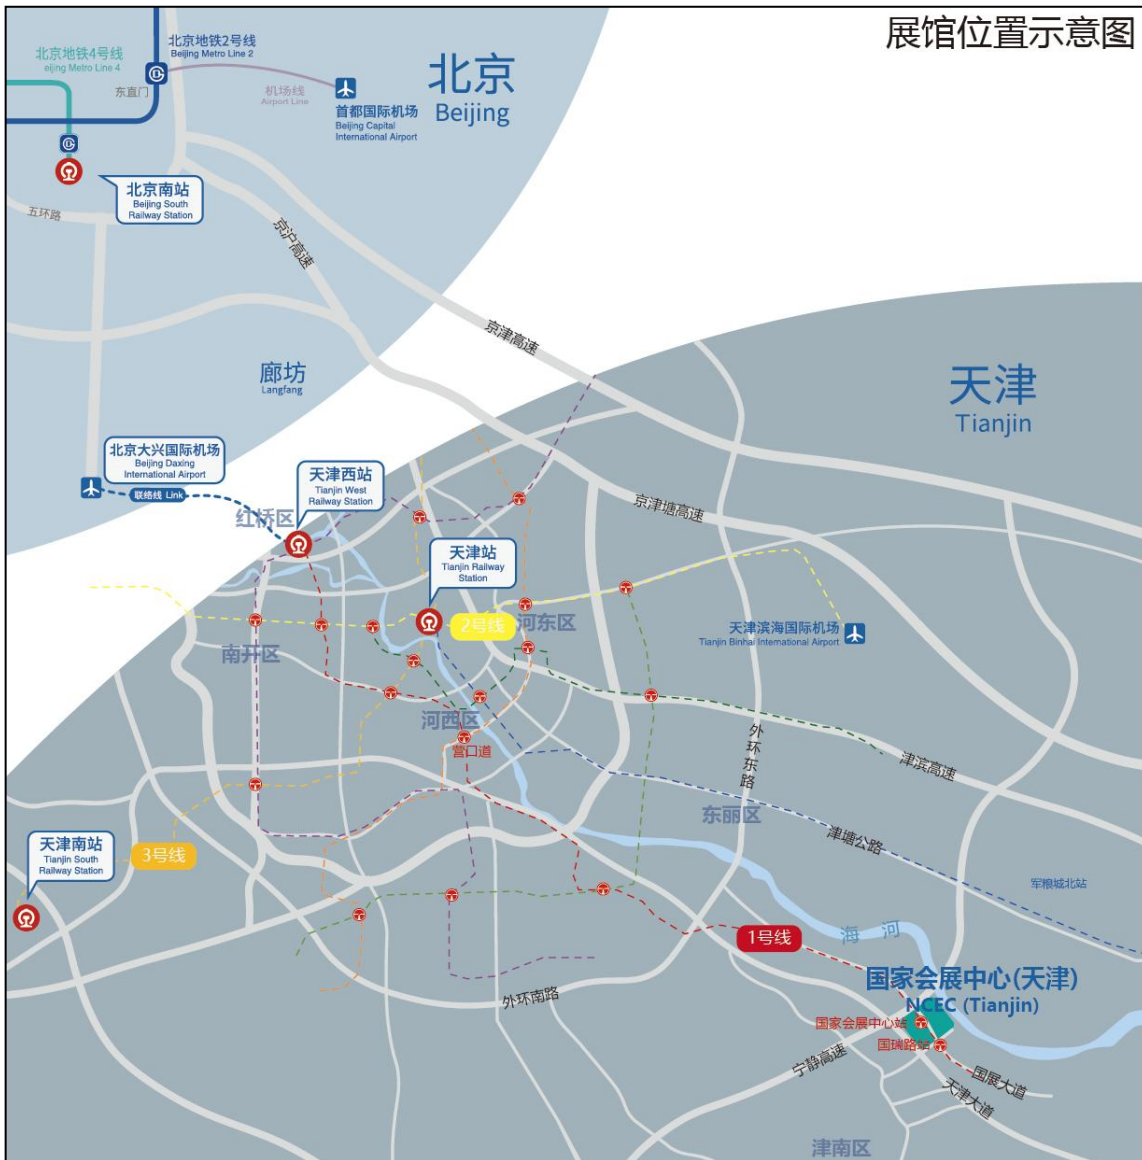 展馆位置示意图
北京地铁4号线
eijing Metro Line 4
北京地铁2号线
Beijing Metro Line 2
东直门
机场线
Airport Line
首都国际机场
Beijing Capital
International Airport
北京
Beijing
北京南站
Beijing South
Railway Station
五环路
京沪高速
京津高速
廊坊
Langfang
天津
Tianjin
北京大兴国际机场
Beijing Daxing
International Airport
联络线 Link
天津西站
Tianjin West
Railway Station
红桥区
京津塘高速
天津站
Tianjin Railway
Station
2号线
河东区
天津滨海国际机场
Tianjin Binhai International Airport
南开区
河西区
营口道
外环东路
津滨高速
东丽区
津塘公路
天津南站
Tianjin South
Railway Station
3号线
军粮城北站
1号线
海河
国家会展中心(天津)
NCEC (Tianjin)
外环南路
国家会展中心站
国瑞路站
宁静高速
国展大道
天津大道
津南区